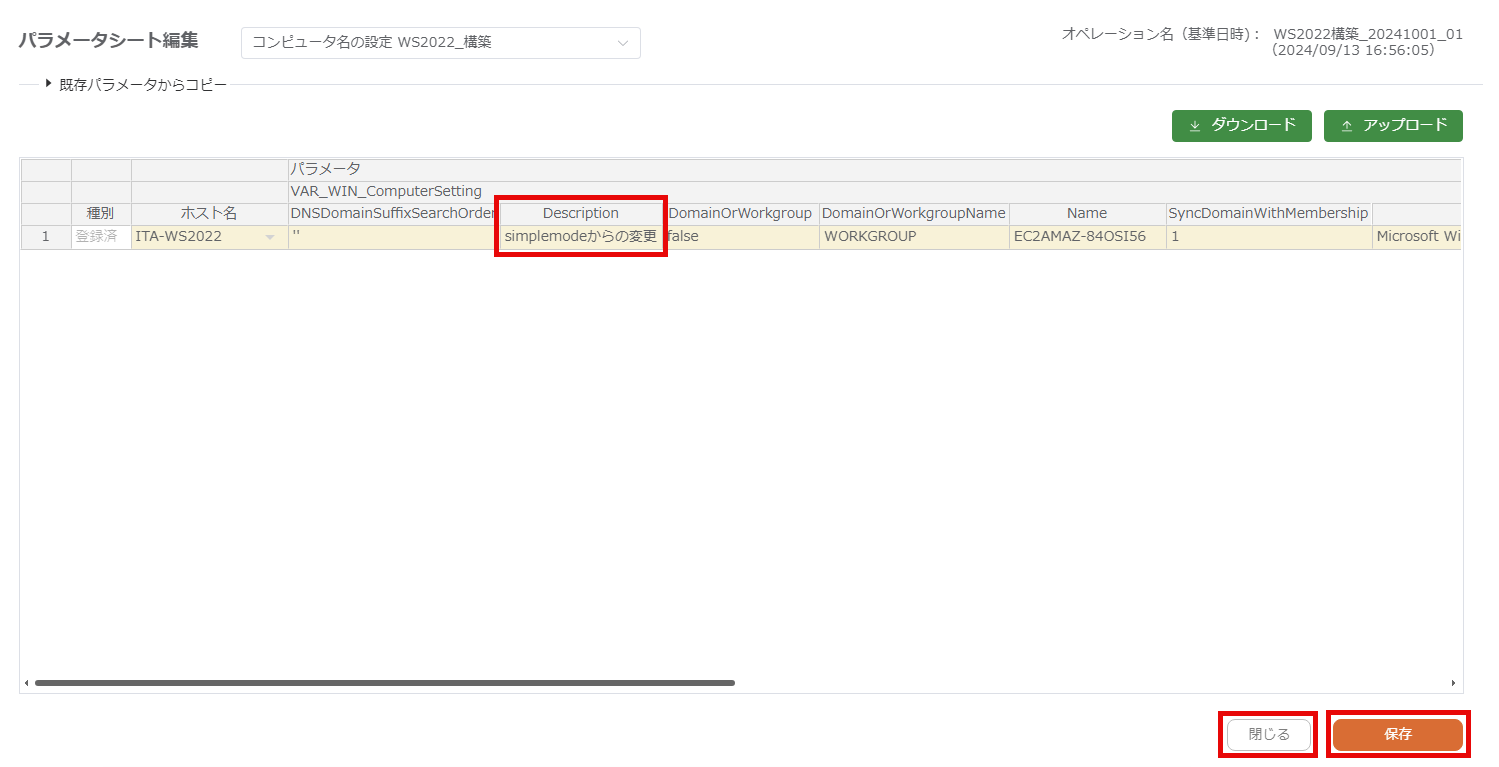 パラメータシート編集
コンピュータ名の設定 WS2022_構築
オペレーション名（基準日時）： WS2022構築_20241001_01
（2024/09/13 16:56:05）
既存パラメータからコピー
ダウンロード アップロード
パラメータ
VAR_WIN_ComputerSetting
種別 ホスト名 DNSDomainSuffixSearchOrder Description DomainOrWorkgroup DomainOrWorkgroupName Name SyncDomainWithMembership
1 登録済 ITA-WS2022 '' simplemodeからの変更 false WORKGROUP EC2AMAZ-84OSI56 1 Microsoft Wi
閉じる 保存